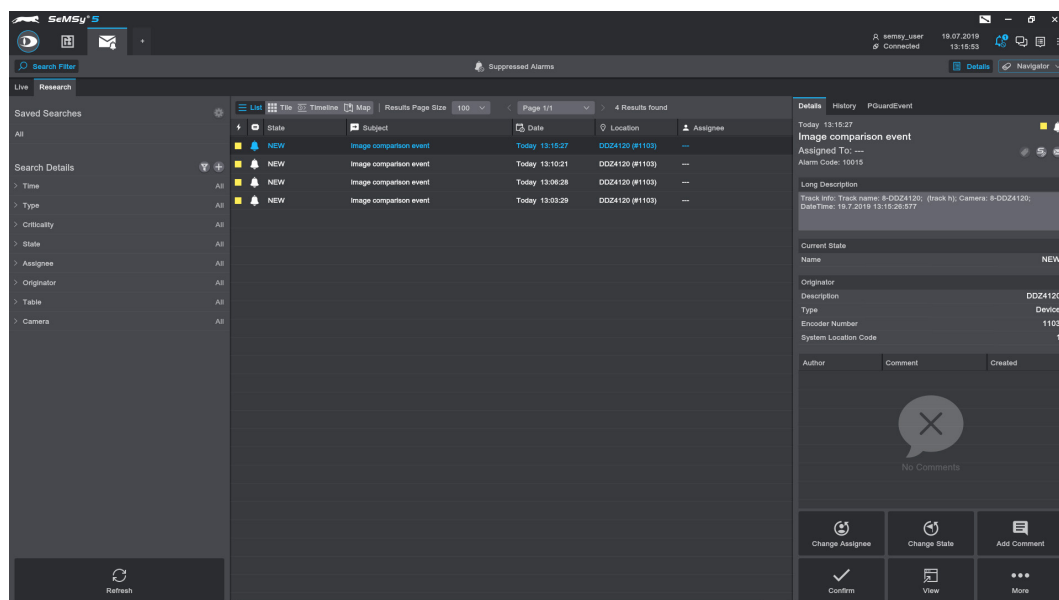 SeMSy®5
semsy_user 19.07.2019
Connected 13:15:53
Search Filter Suppressed Alarms Details Navigator
Live Research
Saved Searches
All
Search Details
Time All
Type All
Criticality All
State All
Assignee All
Originator All
Table All
Camera All
Refresh
List Tile Timeline Map Results Page Size 100 Page 1/1 4 Results found
State Subject Date Location Assignee
NEW Image comparison event Today 13:15:27 DDZ4120 (#1103) ---
NEW Image comparison event Today 13:10:21 DDZ4120 (#1103) ---
NEW Image comparison event Today 13:06:28 DDZ4120 (#1103) ---
NEW Image comparison event Today 13:03:29 DDZ4120 (#1103) ---
Details History PGuardEvent
Today 13:15:27
Image comparison event
Assigned To: ---
Alarm Code: 10015
Long Description
Track info: Track name: 8-DDZ4120; (track h); Camera: 8-DDZ4120;
DateTime: 19.7.2019 13:15:26:577
Current State
Name NEW
Originator
Description DDZ4120
Type Device
Encoder Number 1103
System Location Code 1
Author Comment Created
No Comments
Change Assignee Change State Add Comment
Confirm View More